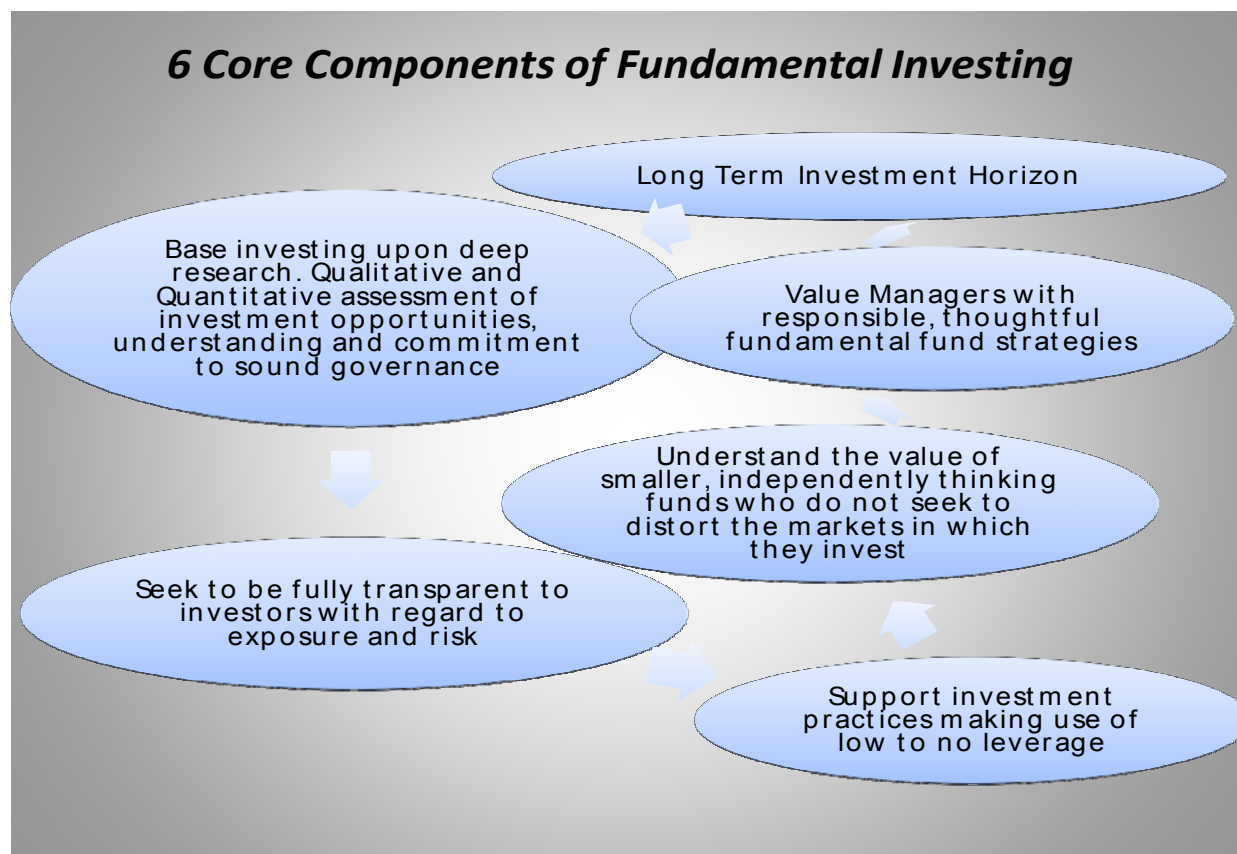 6 Core Components of Fundamental Investing
Long Term Investment Horizon
Base investing upon deep
research. Qualitative and
Quantitative assessment of
investment opportunities,
understanding and commitment
to sound governance
Value Managers with
responsible, thoughtful
fundamental fund strategies
Understand the value of
smaller, independently thinking
funds who do not seek to
distort the markets in which
they invest
Seek to be fully transparent to
investors with regard to
exposure and risk
Support investment
practices making use of
low to no leverage